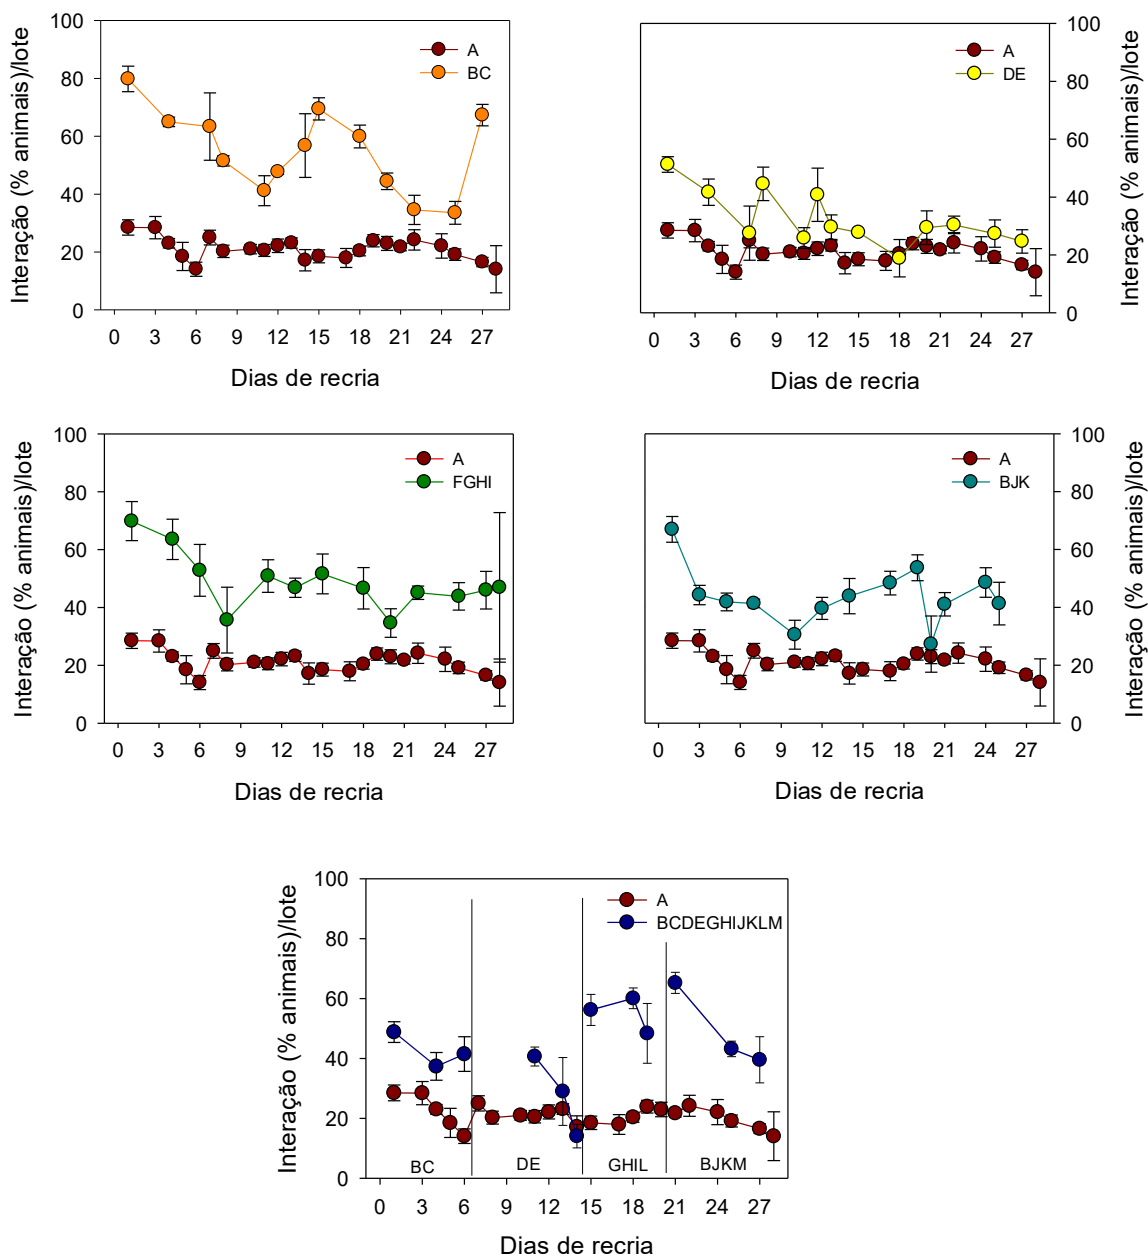 Interação (% animais)/lote
100
80
60
40
20
0
A
BC
0 3 6 9 12 15 18 21 24 27
Dias de recria
Interação (% animais)/lote
100
80
60
40
20
0
A
DE
0 3 6 9 12 15 18 21 24 27
Dias de recria
Interação (% animais)/lote
100
80
60
40
20
0
A
FGHI
0 3 6 9 12 15 18 21 24 27
Dias de recria
Interação (% animais)/lote
100
80
60
40
20
0
A
BJK
0 3 6 9 12 15 18 21 24 27
Dias de recria
Interação (% animais)/lote
100
80
60
40
20
0
A
BCDEGHIJKLM
BC DE GHIL BJKM
0 3 6 9 12 15 18 21 24 27
Dias de recria